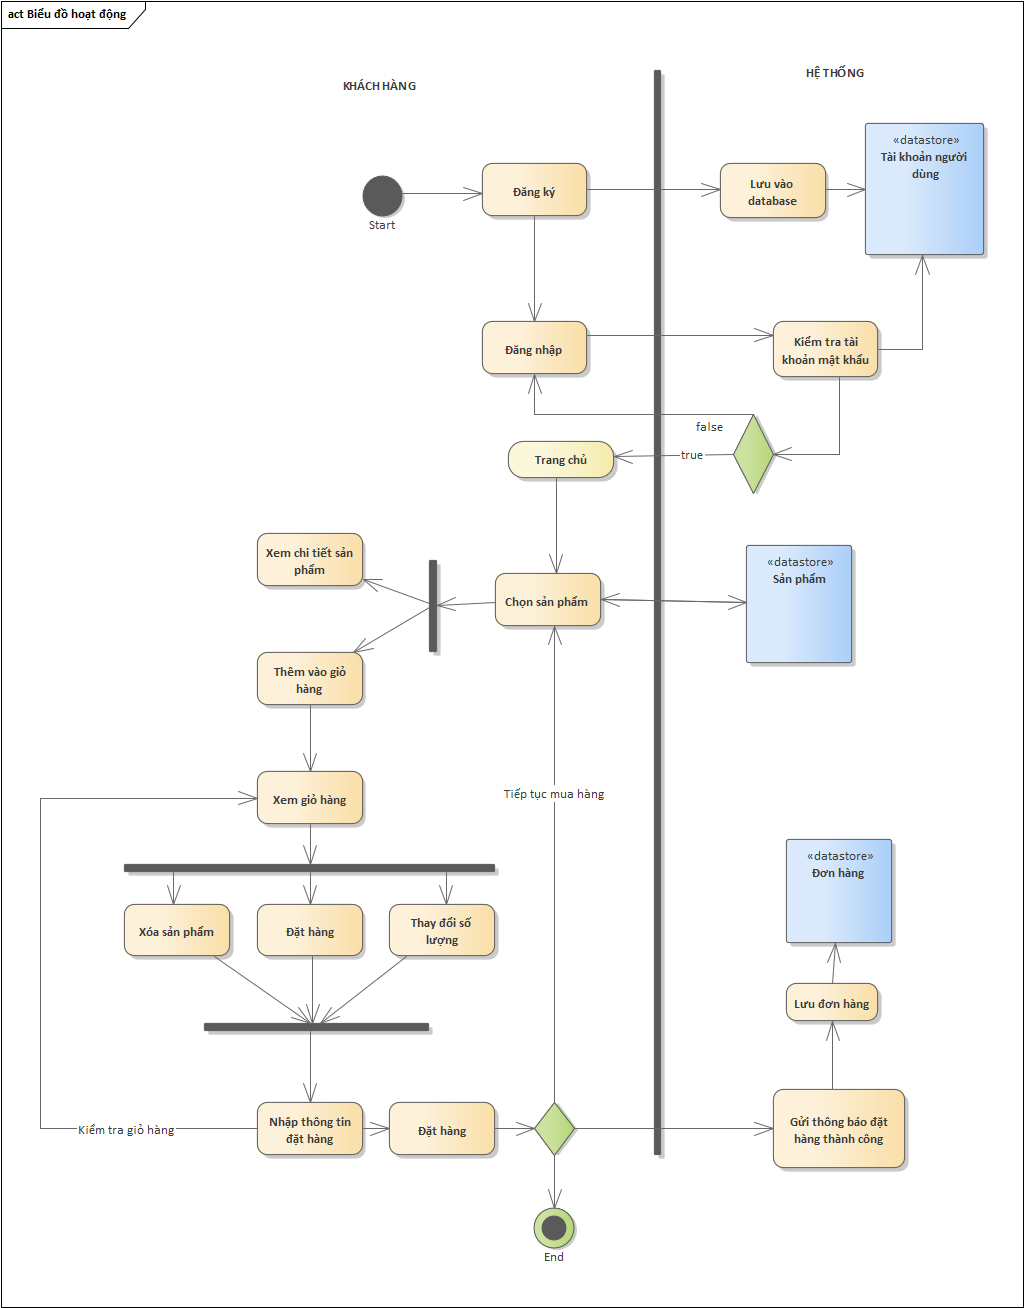 act Biểu đồ hoạt động
KHÁCH HÀNG
HỆ THỐNG
«datastore»
Tài khoản người
dùng
Start
Đăng ký
Lưu vào
database
Đăng nhập
Kiểm tra tài
khoản mật khẩu
false
true
Trang chủ
Xem chi tiết sản
phẩm
Chọn sản phẩm
«datastore»
Sản phẩm
Thêm vào giỏ
hàng
Xem giỏ hàng
Tiếp tục mua hàng
«datastore»
Đơn hàng
Xóa sản phẩm
Đặt hàng
Thay đổi số
lượng
Lưu đơn hàng
Kiểm tra giỏ hàng
Nhập thông tin
đặt hàng
Đặt hàng
Gửi thông báo đặt
hàng thành công
End